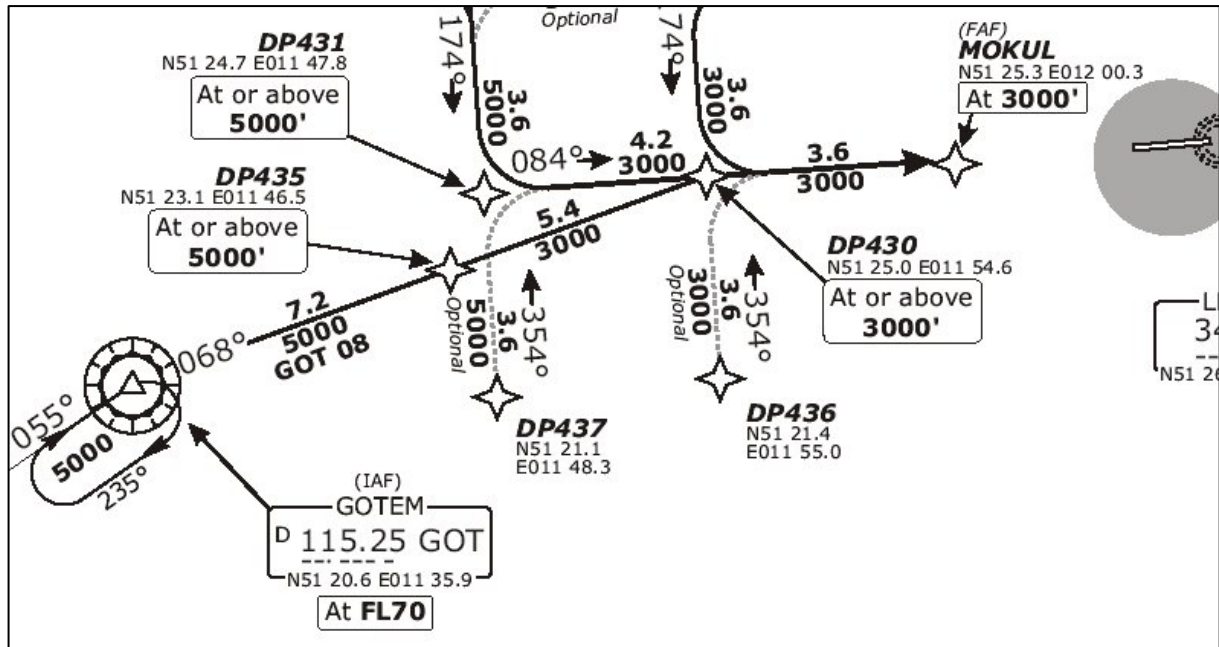 Optional
DP431
N51 24.7 E011 47.8
At or above
5000'
174°
3.6
5000
74°
3.6
3000
(FAF)
MOKUL
N51 25.3 E012 00.3
At 3000'
084°
4.2
3000
3.6
3000
DP435
N51 23.1 E011 46.5
At or above
5000'
5.4
3000
DP430
N51 25.0 E011 54.6
At or above
3000'
7.2
5000
GOT 08
068°
Optional
5000
3.6
354°
Optional
3000
3.6
354°
DP437
N51 21.1
E011 48.3
DP436
N51 21.4
E011 55.0
055°
5000
235°
(IAF)
GOTEM
D 115.25 GOT
N51 20.6 E011 35.9
At FL70
34
N51 26